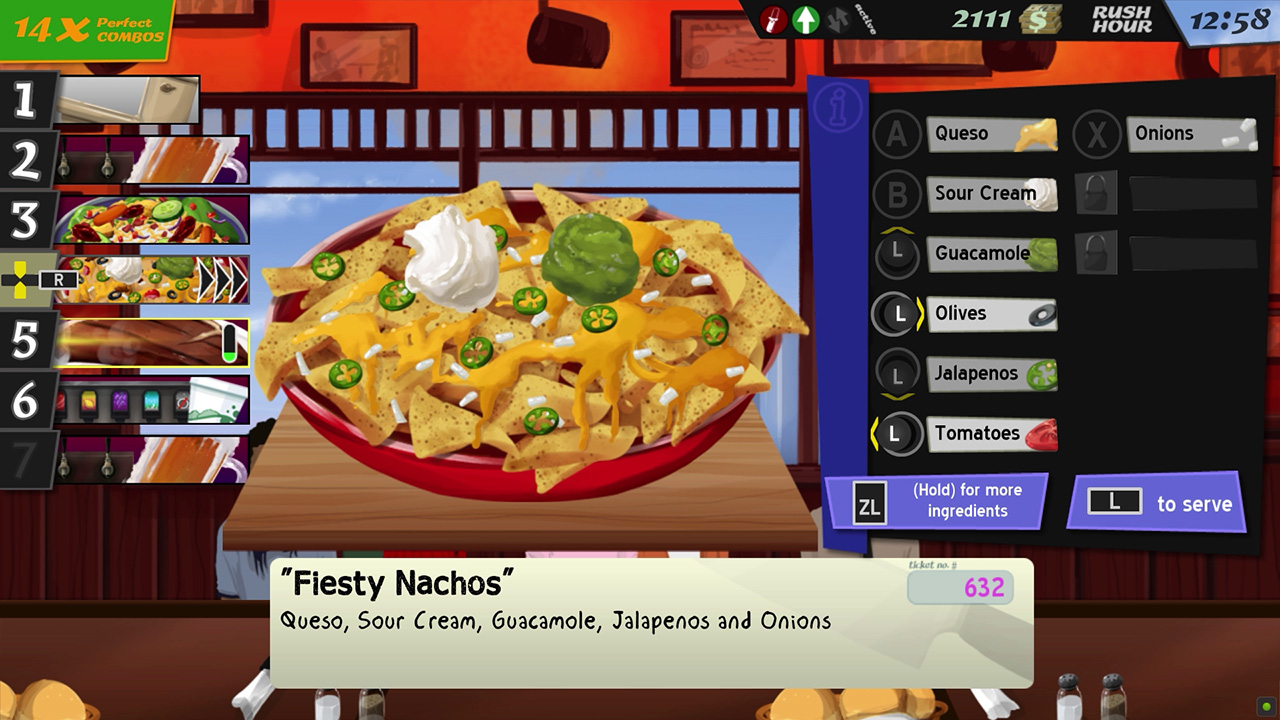 14X Perfect COMBOS
active
2111 $
RUSH HOUR
12:58
1
2
3
R
5
6
7
i
A Queso
X Onions
B Sour Cream
L Guacamole
L Olives
L Jalapenos
L Tomatoes
ZL (Hold) for more
ingredients
L to serve
"Fiesty Nachos"
ticket no. #
632
Queso, Sour Cream, Guacamole, Jalapenos and Onions